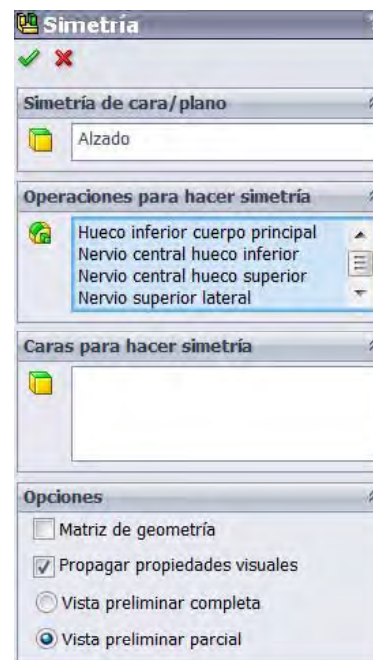 Simetría
Simetría de cara/plano
Alzado
Operaciones para hacer simetría
Hueco inferior cuerpo principal
Nervio central hueco inferior
Nervio central hueco superior
Nervio superior lateral
Caras para hacer simetría
Opciones
Matriz de geometría
Propagar propiedades visuales
Vista preliminar completa
Vista preliminar parcial